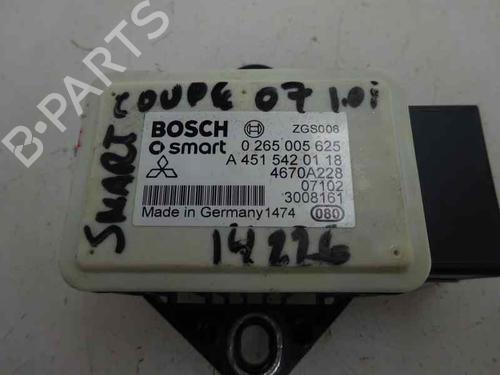 COUPE 07 1.0i
SMART
BOSCH ZGS006
smart 0 265 005 625
A 451 542 01 18
4670A228
07102
3008161
Made in Germany 1474 080
14226